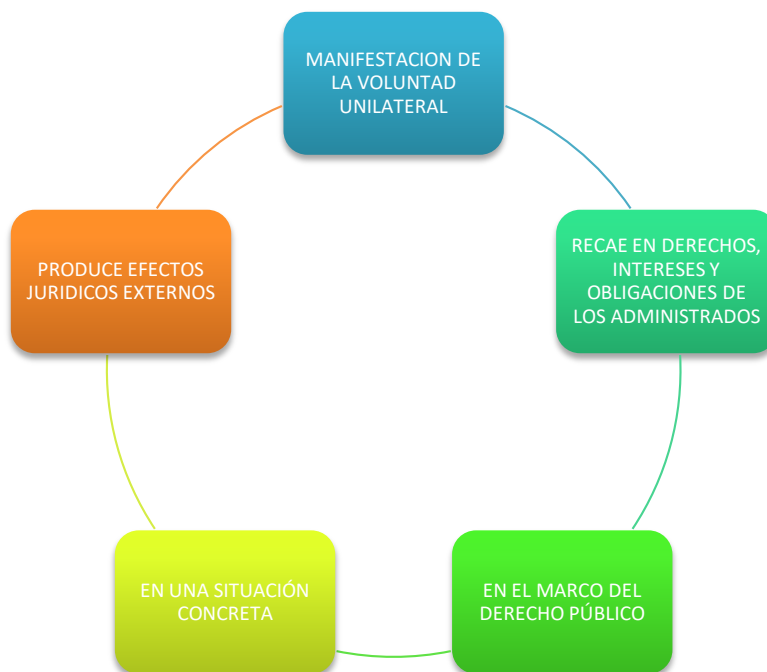 MANIFESTACION DE
LA VOLUNTAD
UNILATERAL
RECAE EN DERECHOS,
INTERESES Y
OBLIGACIONES DE
LOS ADMINISTRADOS
EN EL MARCO DEL
DERECHO PÚBLICO
EN UNA SITUACIÓN
CONCRETA
PRODUCE EFECTOS
JURIDICOS EXTERNOS